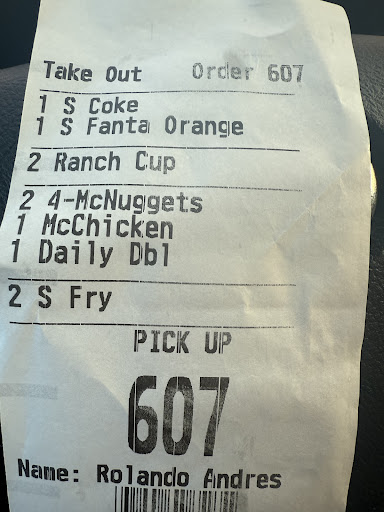 Take Out Order 607
1 S Coke
1 S Fanta Orange
2 Ranch Cup
2 4-McNuggets
1 McChicken
1 Daily Dbl
2 S Fry
PICK UP
607
Name: Rolando Andres